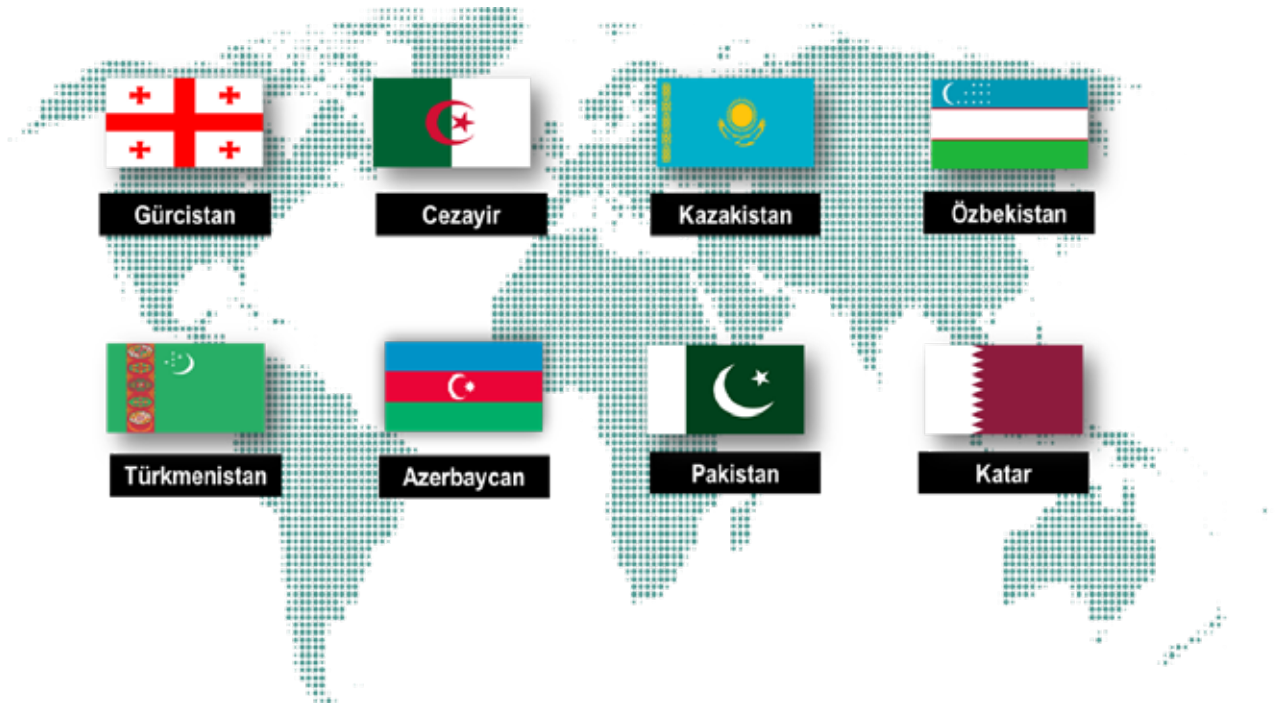 Gürcistan
Cezayir
Kazakistan
Özbekistan
Türkmenistan
Azerbaycan
Pakistan
Katar